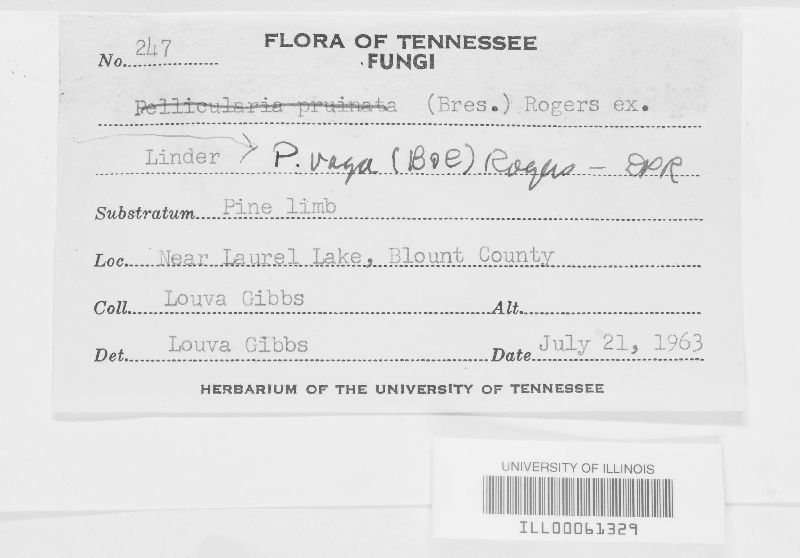 FLORA OF TENNESSEE
No. 247 FUNGI
Pellicularia pruinata (Bres.) Rogers ex.
Linder P. vaga (B&C) Rogers — DPR
Substratum Pine limb
Loc. Near Laurel Lake, Blount County
Coll. Louva Gibbs Alt.
Det. Louva Gibbs Date July 21, 1963
HERBARIUM OF THE UNIVERSITY OF TENNESSEE
UNIVERSITY OF ILLINOIS
ILL00061329